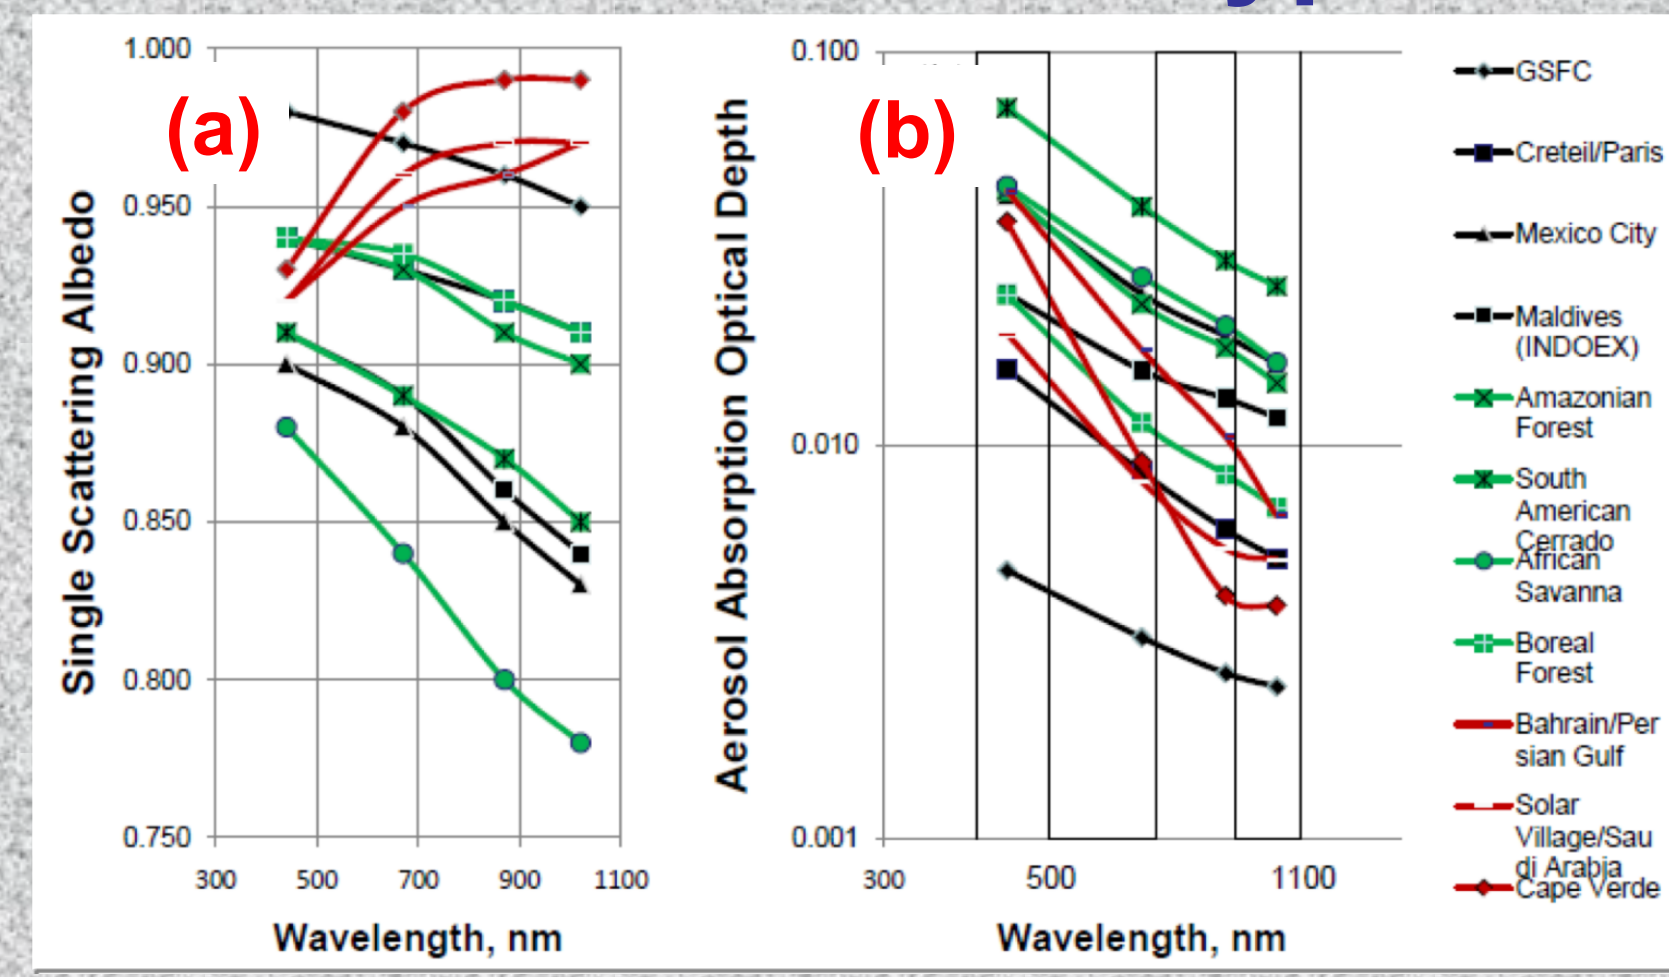 (a)
1.000
0.950
0.900
0.850
0.800
0.750
300 500 700 900 1100
Single Scattering Albedo
Wavelength, nm
(b)
0.100
0.010
0.001
300 500 1100
Aerosol Absorption Optical Depth
Wavelength, nm
GSFC
Creteil/Paris
Mexico City
Maldives
(INDOEX)
Amazonian
Forest
South
American
Cerrado
African
Savanna
Boreal
Forest
Bahrain/Per
sian Gulf
Solar
Village/Sau
di Arabia
Cape Verde